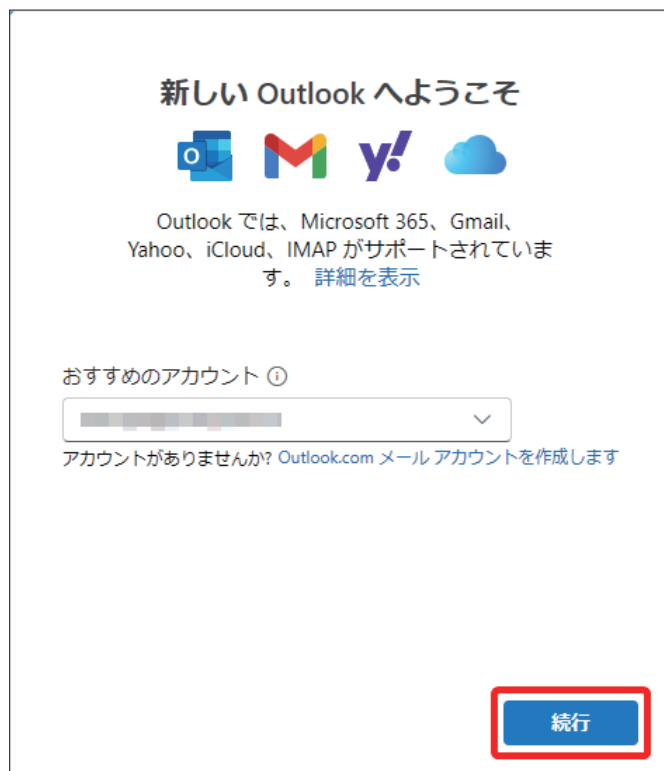 新しい Outlook へようこそ
Outlook では、Microsoft 365、Gmail、
Yahoo、iCloud、IMAP がサポートされていま
す。 詳細を表示
おすすめのアカウント
アカウントがありませんか? Outlook.com メール アカウントを作成します
続行